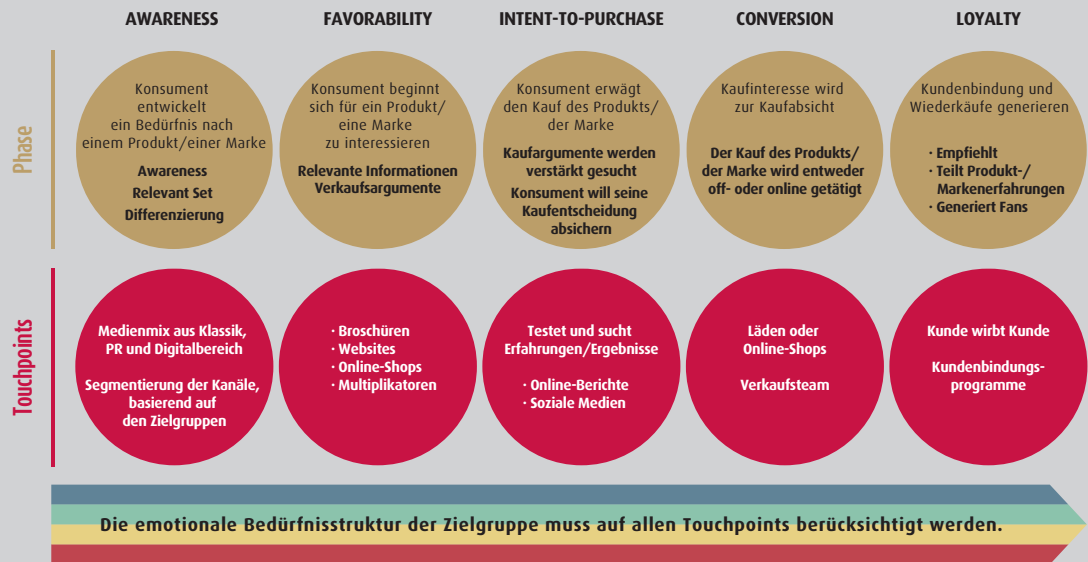 AWARENESS
FAVORABILITY
INTENT-TO-PURCHASE
CONVERSION
LOYALTY
Phase
Konsument
entwickelt
ein Bedürfnis nach
einem Produkt/einer Marke
Awareness
Relevant Set
Differenzierung
Konsument beginnt
sich für ein Produkt/
eine Marke
zu interessieren
Relevante Informationen
Verkaufsargumente
Konsument erwägt
den Kauf des Produkts/
der Marke
Kaufargumente werden
verstärkt gesucht
Konsument will seine
Kaufentscheidung
absichern
Kaufinteresse wird
zur Kaufabsicht
Der Kauf des Produkts/
der Marke wird entweder
off- oder online getätigt
Kundenbindung und
Wiederkäufe generieren
· Empfiehlt
· Teilt Produkt-/
Markenerfahrungen
· Generiert Fans
Touchpoints
Medienmix aus Klassik,
PR und Digitalbereich
Segmentierung der Kanäle,
basierend auf
den Zielgruppen
· Broschüren
· Websites
· Online-Shops
· Multiplikatoren
Testet und sucht
Erfahrungen/Ergebnisse
· Online-Berichte
· Soziale Medien
Läden oder
Online-Shops
Verkaufsteam
Kunde wirbt Kunde
Kundenbindungs-
programme
Die emotionale Bedürfnisstruktur der Zielgruppe muss auf allen Touchpoints berücksichtigt werden.